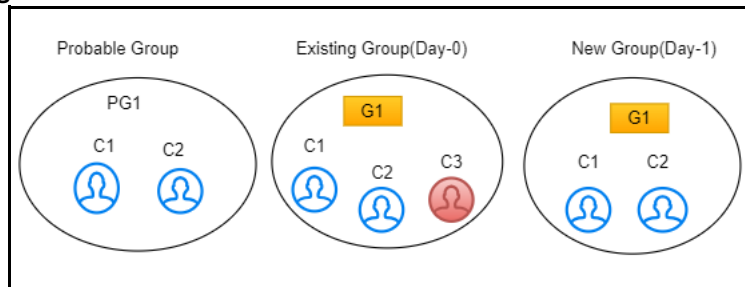 Probable Group
Existing Group(Day-0)
New Group(Day-1)
PG1
C1
C2
G1
C1
C2
C3
G1
C1
C2